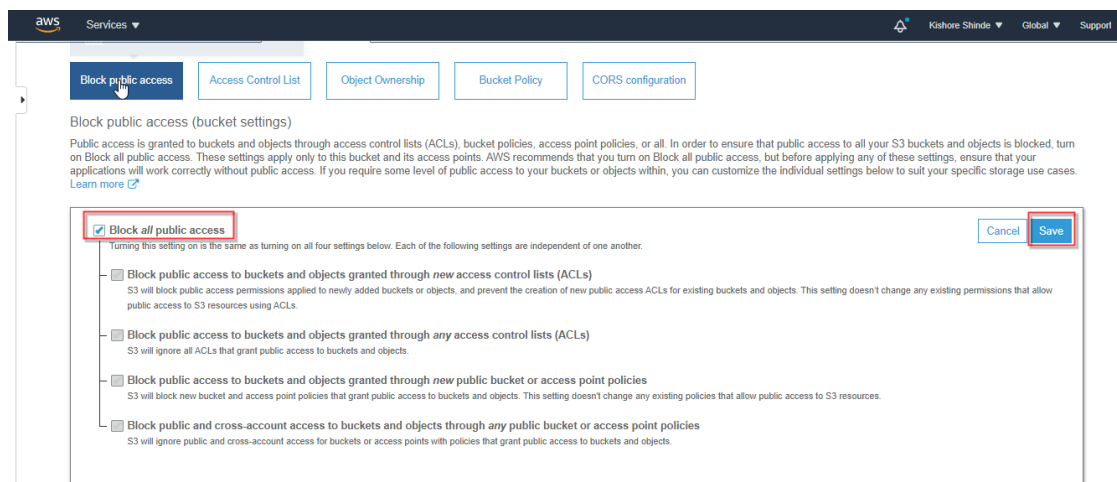 aws Services ▾ Kishore Shinde ▾ Global ▾ Support
Block public access Access Control List Object Ownership Bucket Policy CORS configuration
Block public access (bucket settings)
Public access is granted to buckets and objects through access control lists (ACLs), bucket policies, access point policies, or all. In order to ensure that public access to all your S3 buckets and objects is blocked, turn
on Block all public access. These settings apply only to this bucket and its access points. AWS recommends that you turn on Block all public access, but before applying any of these settings, ensure that your
applications will work correctly without public access. If you require some level of public access to your buckets or objects within, you can customize the individual settings below to suit your specific storage use cases.
Learn more
Block all public access Cancel Save
Turning this setting on is the same as turning on all four settings below. Each of the following settings are independent of one another.
Block public access to buckets and objects granted through new access control lists (ACLs)
S3 will block public access permissions applied to newly added buckets or objects, and prevent the creation of new public access ACLs for existing buckets and objects. This setting doesn't change any existing permissions that allow
public access to S3 resources using ACLs.
Block public access to buckets and objects granted through any access control lists (ACLs)
S3 will ignore all ACLs that grant public access to buckets and objects.
Block public access to buckets and objects granted through new public bucket or access point policies
S3 will block new bucket and access point policies that grant public access to buckets and objects. This setting doesn't change any existing policies that allow public access to S3 resources.
Block public and cross-account access to buckets and objects through any public bucket or access point policies
S3 will ignore public and cross-account access for buckets or access points with policies that grant public access to buckets and objects.